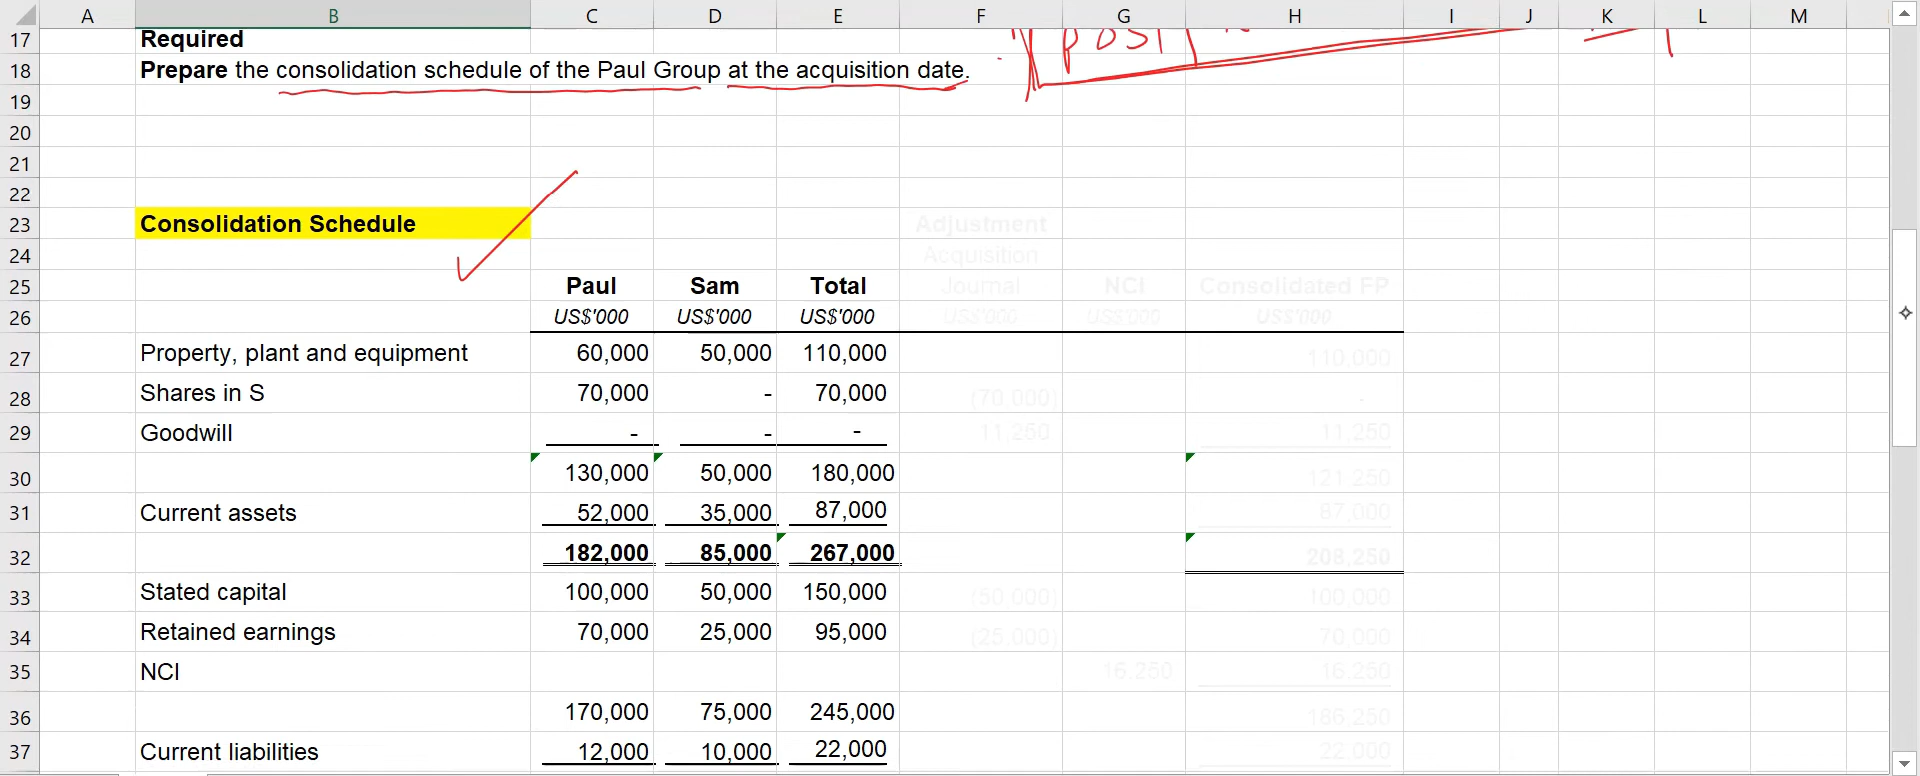 A B C D E F G H I J K L M
17 Required
18 Prepare the consolidation schedule of the Paul Group at the acquisition date.
19
20
21
22
23 Consolidation Schedule Adjustment
24 Acquisition
25 Paul Sam Total Journal NCI Consolidated FP
26 US$'000 US$'000 US$'000 US$'000 US$'000 US$'000
27 Property, plant and equipment 60,000 50,000 110,000 110,000
28 Shares in S 70,000 - 70,000 (70,000) -
29 Goodwill - - - 11,250 11,250
30 130,000 50,000 180,000 121,250
31 Current assets 52,000 35,000 87,000 87,000
32 182,000 85,000 267,000 208,250
33 Stated capital 100,000 50,000 150,000 (50,000) 100,000
34 Retained earnings 70,000 25,000 95,000 (25,000) 70,000
35 NCI 16,250 16,250
36 170,000 75,000 245,000 186,250
37 Current liabilities 12,000 10,000 22,000 22,000